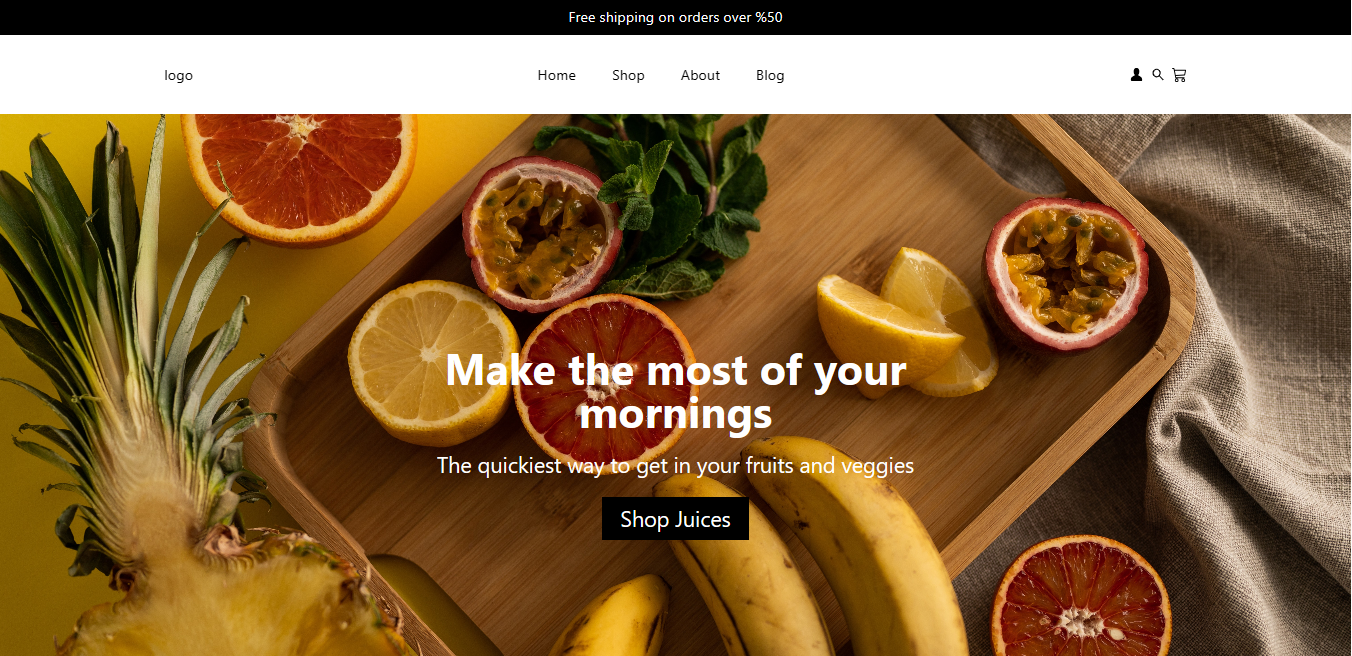 Free shipping on orders over %50
logo
Home Shop About Blog
Make the most of your
mornings
The quickiest way to get in your fruits and veggies
Shop Juices